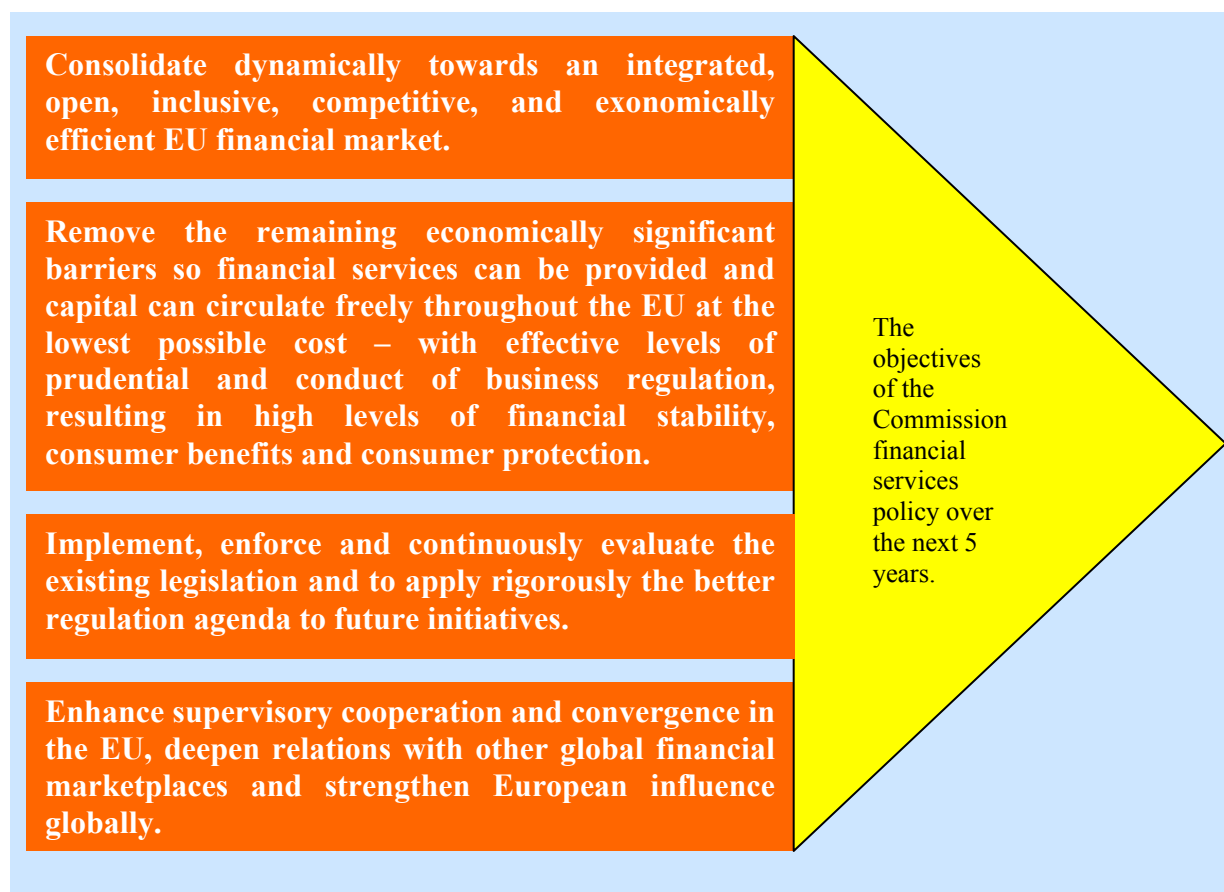 Consolidate dynamically towards an integrated,
open, inclusive, competitive, and exonomically
efficient EU financial market.
Remove the remaining economically significant
barriers so financial services can be provided and
capital can circulate freely throughout the EU at the
lowest possible cost – with effective levels of
prudential and conduct of business regulation,
resulting in high levels of financial stability,
consumer benefits and consumer protection.
Implement, enforce and continuously evaluate the
existing legislation and to apply rigorously the better
regulation agenda to future initiatives.
Enhance supervisory cooperation and convergence in
the EU, deepen relations with other global financial
marketplaces and strengthen European influence
globally.
The
objectives
of the
Commission
financial
services
policy over
the next 5
years.